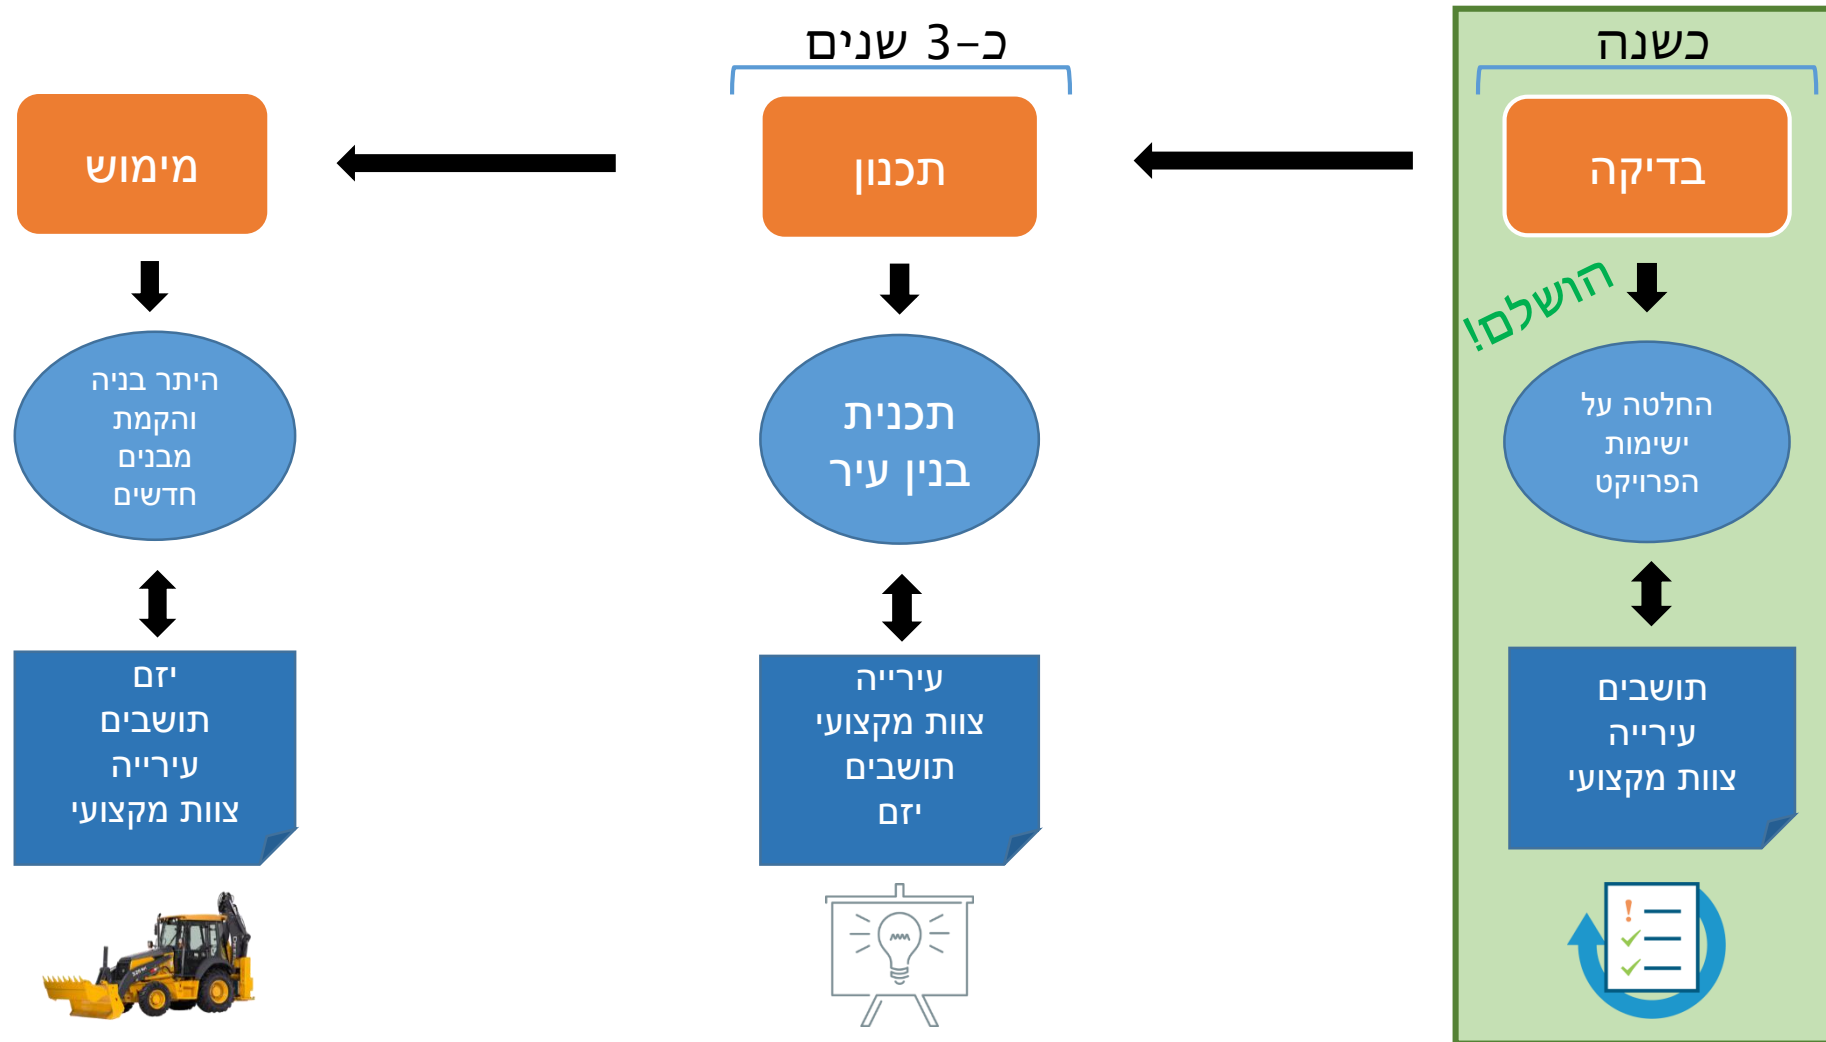 כשנה
בדיקה
הושלם!
החלטה על
ישימות
הפרויקט
תושבים
עירייה
צוות מקצועי
כ-3 שנים
תכנון
תכנית
בנין עיר
עירייה
צוות מקצועי
תושבים
יזם
מימוש
היתר בניה
והקמת
מבנים
חדשים
יזם
תושבים
עירייה
צוות מקצועי